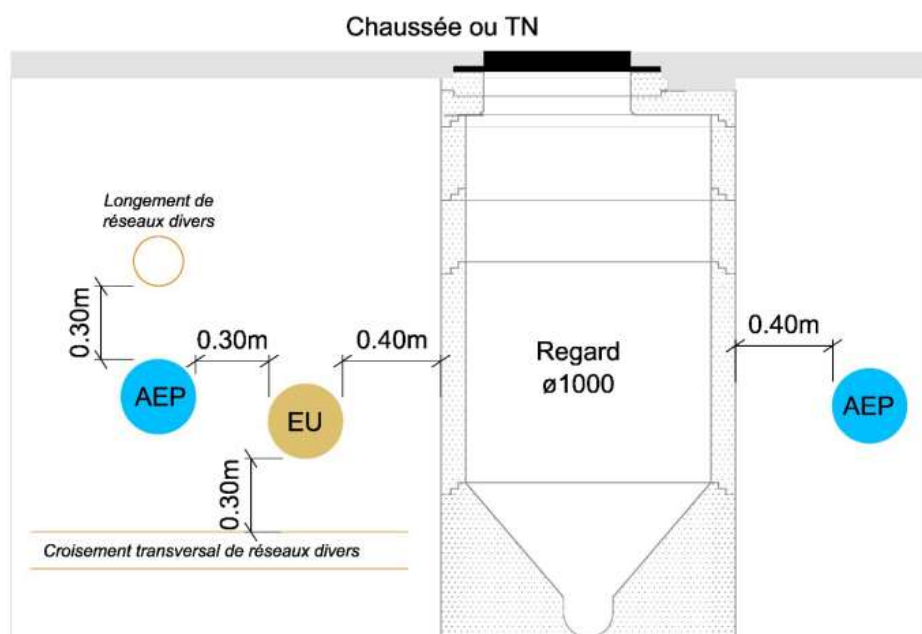 Chaussée ou TN
Longement de
réseaux divers
0.30m
0.30m
0.40m
0.40m
AEP
EU
Regard
ø1000
AEP
0.30m
Croisement transversal de réseaux divers